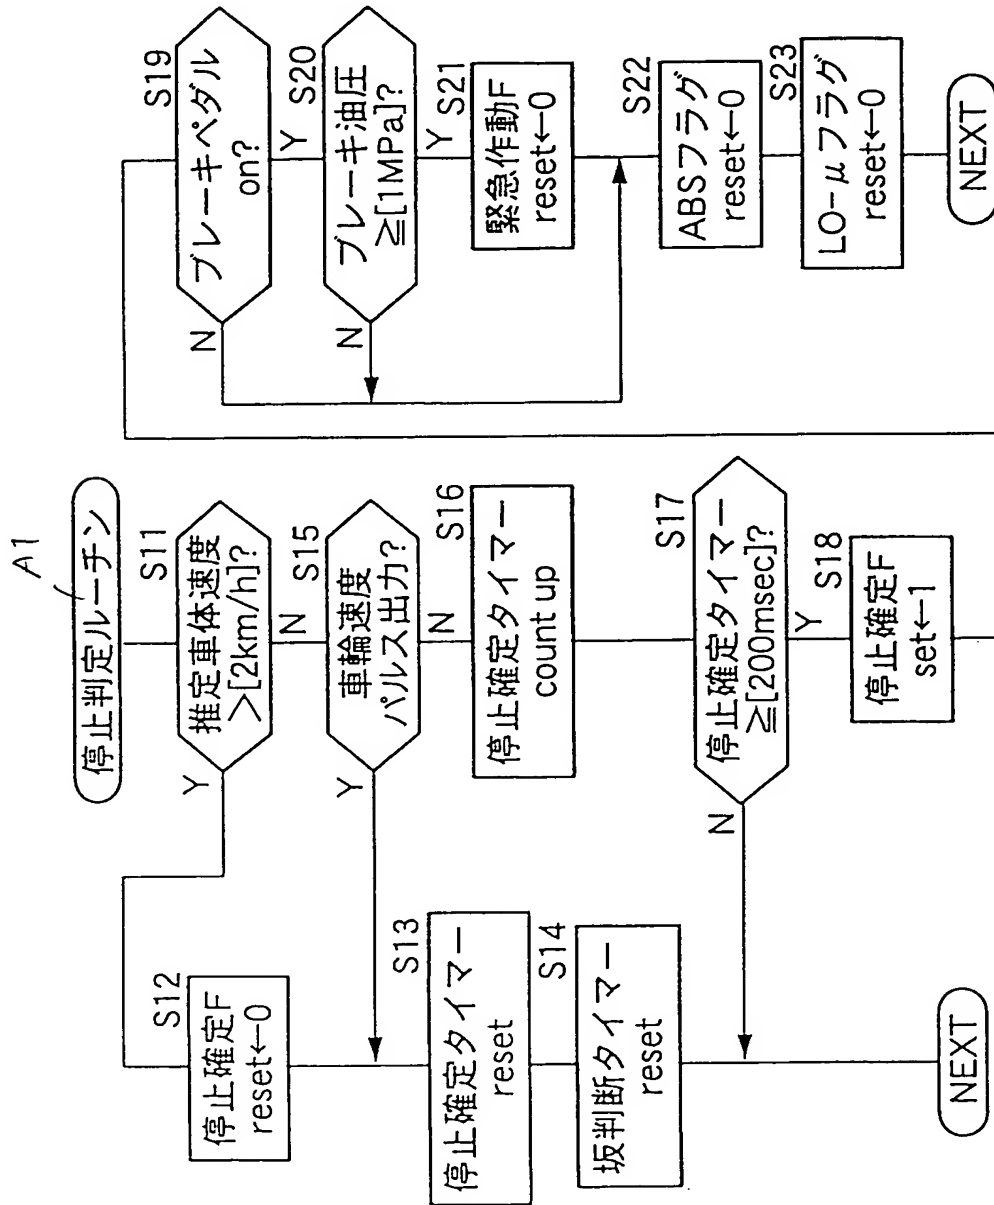 A1
停止判定ルーチン
S11
推定車体速度
>[2km/h]?
Y
N
S12
停止確定F
reset←0
S15
車輪速度
パルス出力?
Y
N
S13
停止確定タイマー
reset
S14
坂判断タイマー
reset
S16
停止確定タイマー
count up
S17
停止確定タイマー
≧[200msec]?
N
Y
S18
停止確定F
set←1
NEXT
S19
ブレーキペダル
on?
N
Y
S20
ブレーキ油圧
≧[1MPa]?
N
Y
S21
緊急作動F
reset←0
S22
ABSフラグ
reset←0
S23
LO-μフラグ
reset←0
NEXT